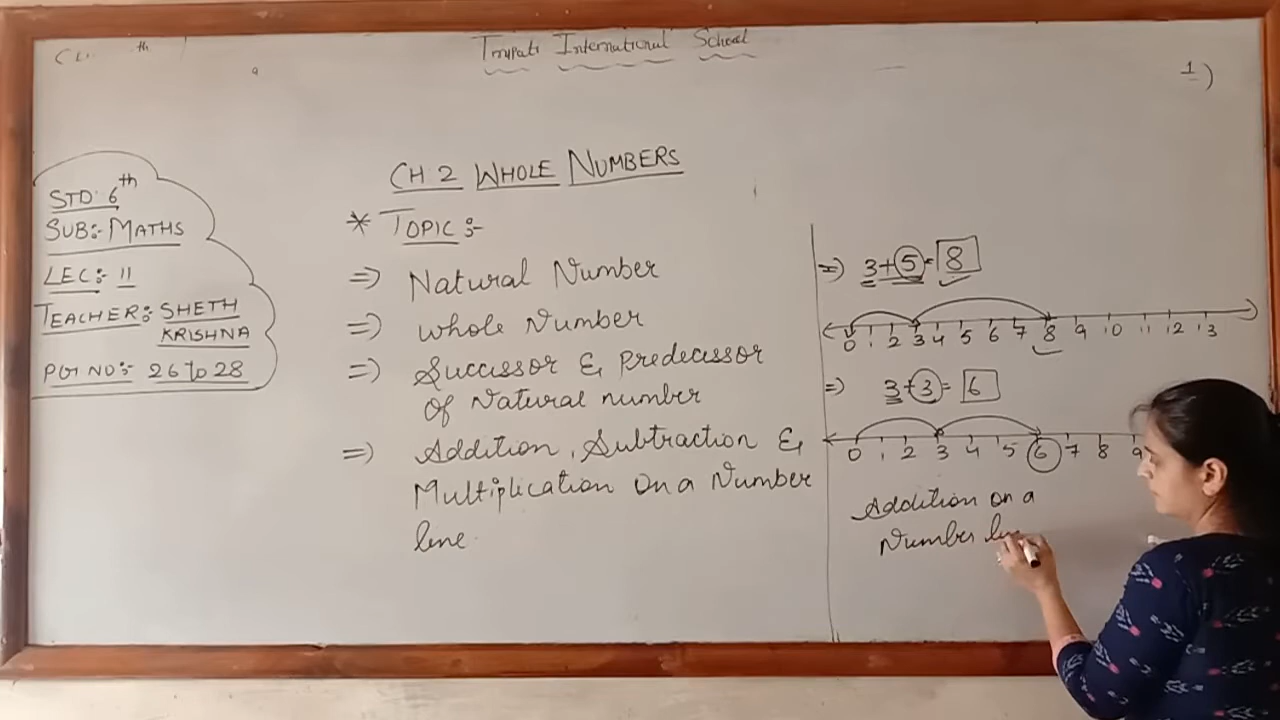 th
International School
1)
STD: 6th
SUB:- MATHS
LEC:- 11
TEACHER: SHETH
KRISHNA
PG NO:- 26 to 28
CH 2 WHOLE NUMBERS
* TOPIC :-
=> Natural Number
=> Whole Number
=> Successor & Predecessor
of Natural number
=> Addition, Subtraction &
Multiplication on a Number
line.
=> 3+5=8
0 1 2 3 4 5 6 7 8 9 10 11 12 13
=> 3+3=6
0 1 2 3 4 5 6 7 8 9
Addition on a
Number